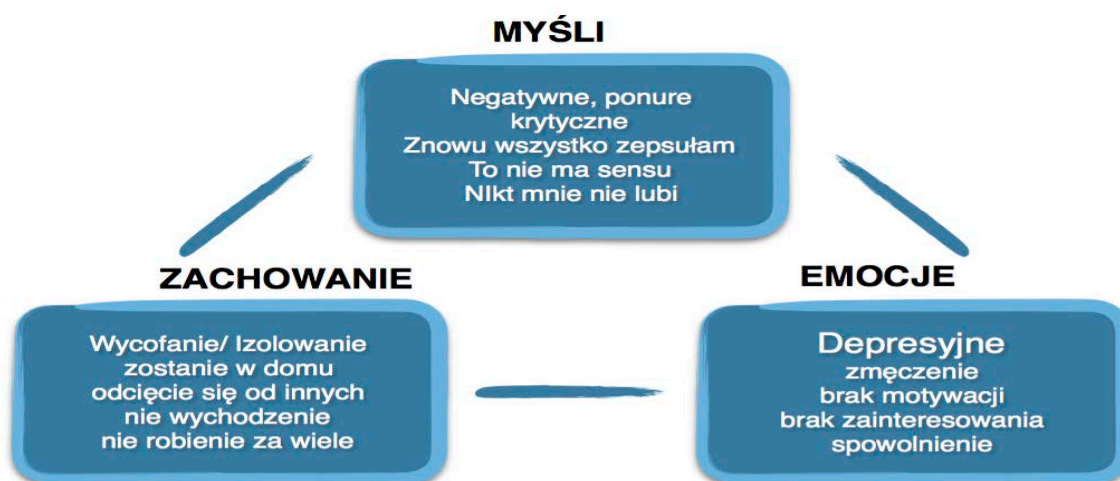 MYŚLI
Negatywne, ponure
krytyczne
Znowu wszystko zepsułam
To nie ma sensu
NIkt mnie nie lubi
ZACHOWANIE
Wycofanie/ Izolowanie
zostanie w domu
odcięcie się od innych
nie wychodzenie
nie robienie za wiele
EMOCJE
Depresyjne
zmęczenie
brak motywacji
brak zainteresowania
spowolnienie